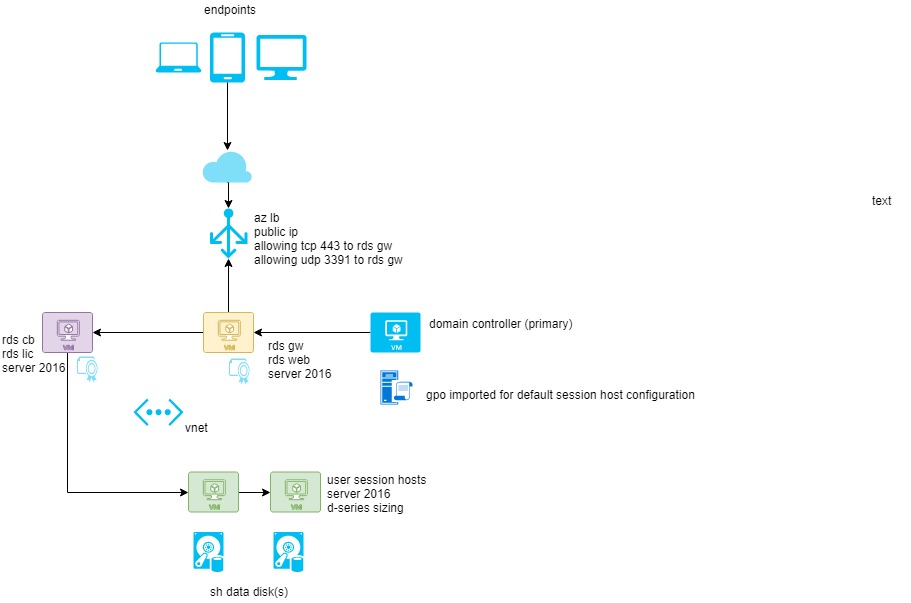 endpoints
text
az lb
public ip
allowing tcp 443 to rds gw
allowing udp 3391 to rds gw
VM
VM
VM
domain controller (primary)
rds cb
rds lic
server 2016
rds gw
rds web
server 2016
gpo imported for default session host configuration
vnet
VM
VM
user session hosts
server 2016
d-series sizing
sh data disk(s)